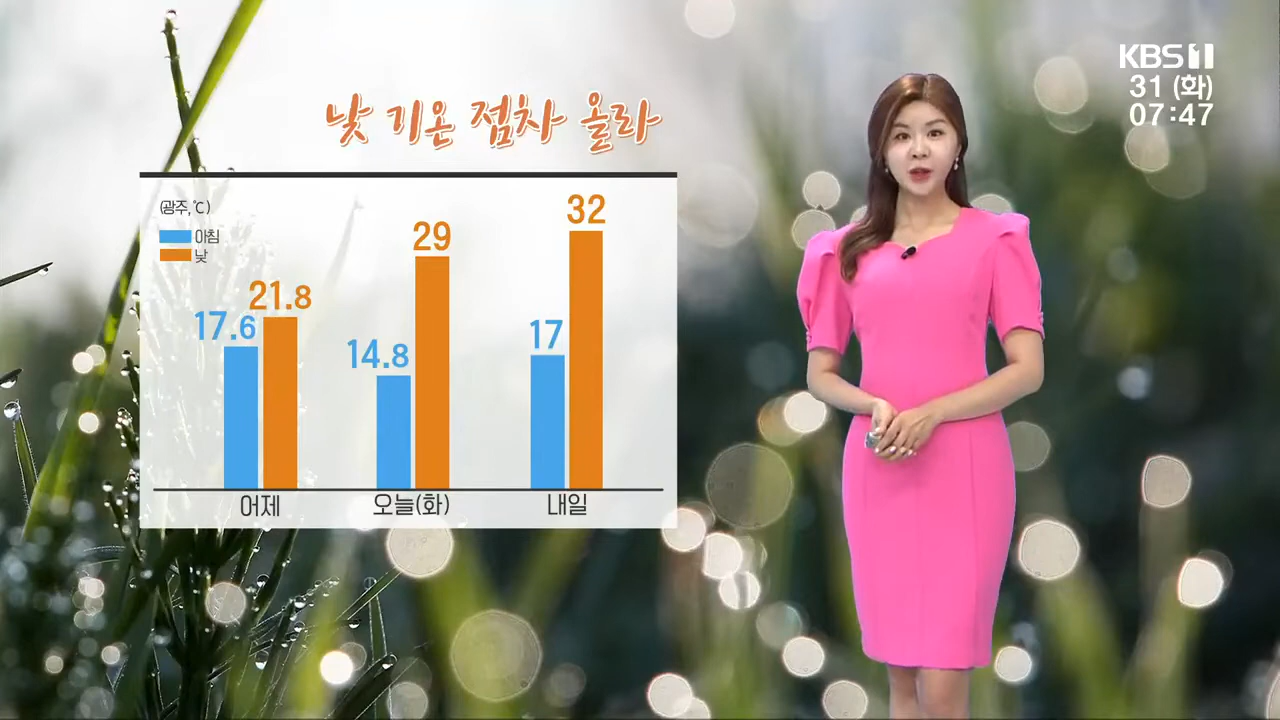 KBS 1
31 (화)
07:47
낮 기온 점차 올라
(광주, ℃)
아침
낮
17.6
21.8
14.8
29
17
32
어제
오늘(화)
내일